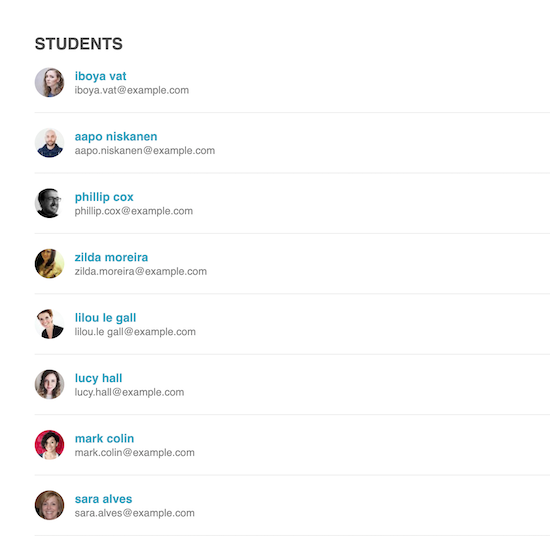 STUDENTS
iboya vat
iboya.vat@example.com
aapo niskanen
aapo.niskanen@example.com
phillip cox
phillip.cox@example.com
zilda moreira
zilda.moreira@example.com
lilou le gall
lilou.le gall@example.com
lucy hall
lucy.hall@example.com
mark colin
mark.colin@example.com
sara alves
sara.alves@example.com